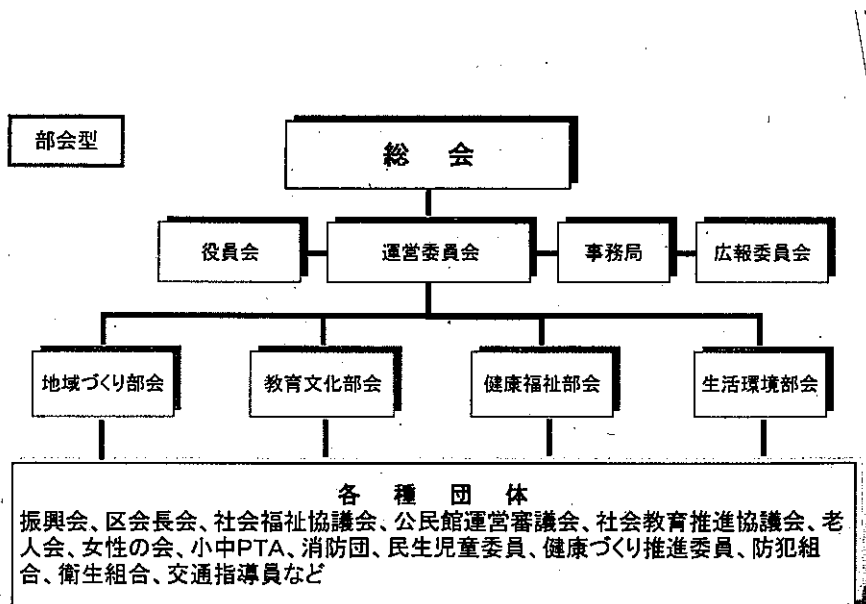 部会型
総 会
役員会
運営委員会
事務局
広報委員会
地域づくり部会
教育文化部会
健康福祉部会
生活環境部会
各 種 団 体
振興会、区会長会、社会福祉協議会、公民館運営審議会、社会教育推進協議会、老
人会、女性の会、小中PTA、消防団、民生児童委員、健康づくり推進委員、防犯組
合、衛生組合、交通指導員など